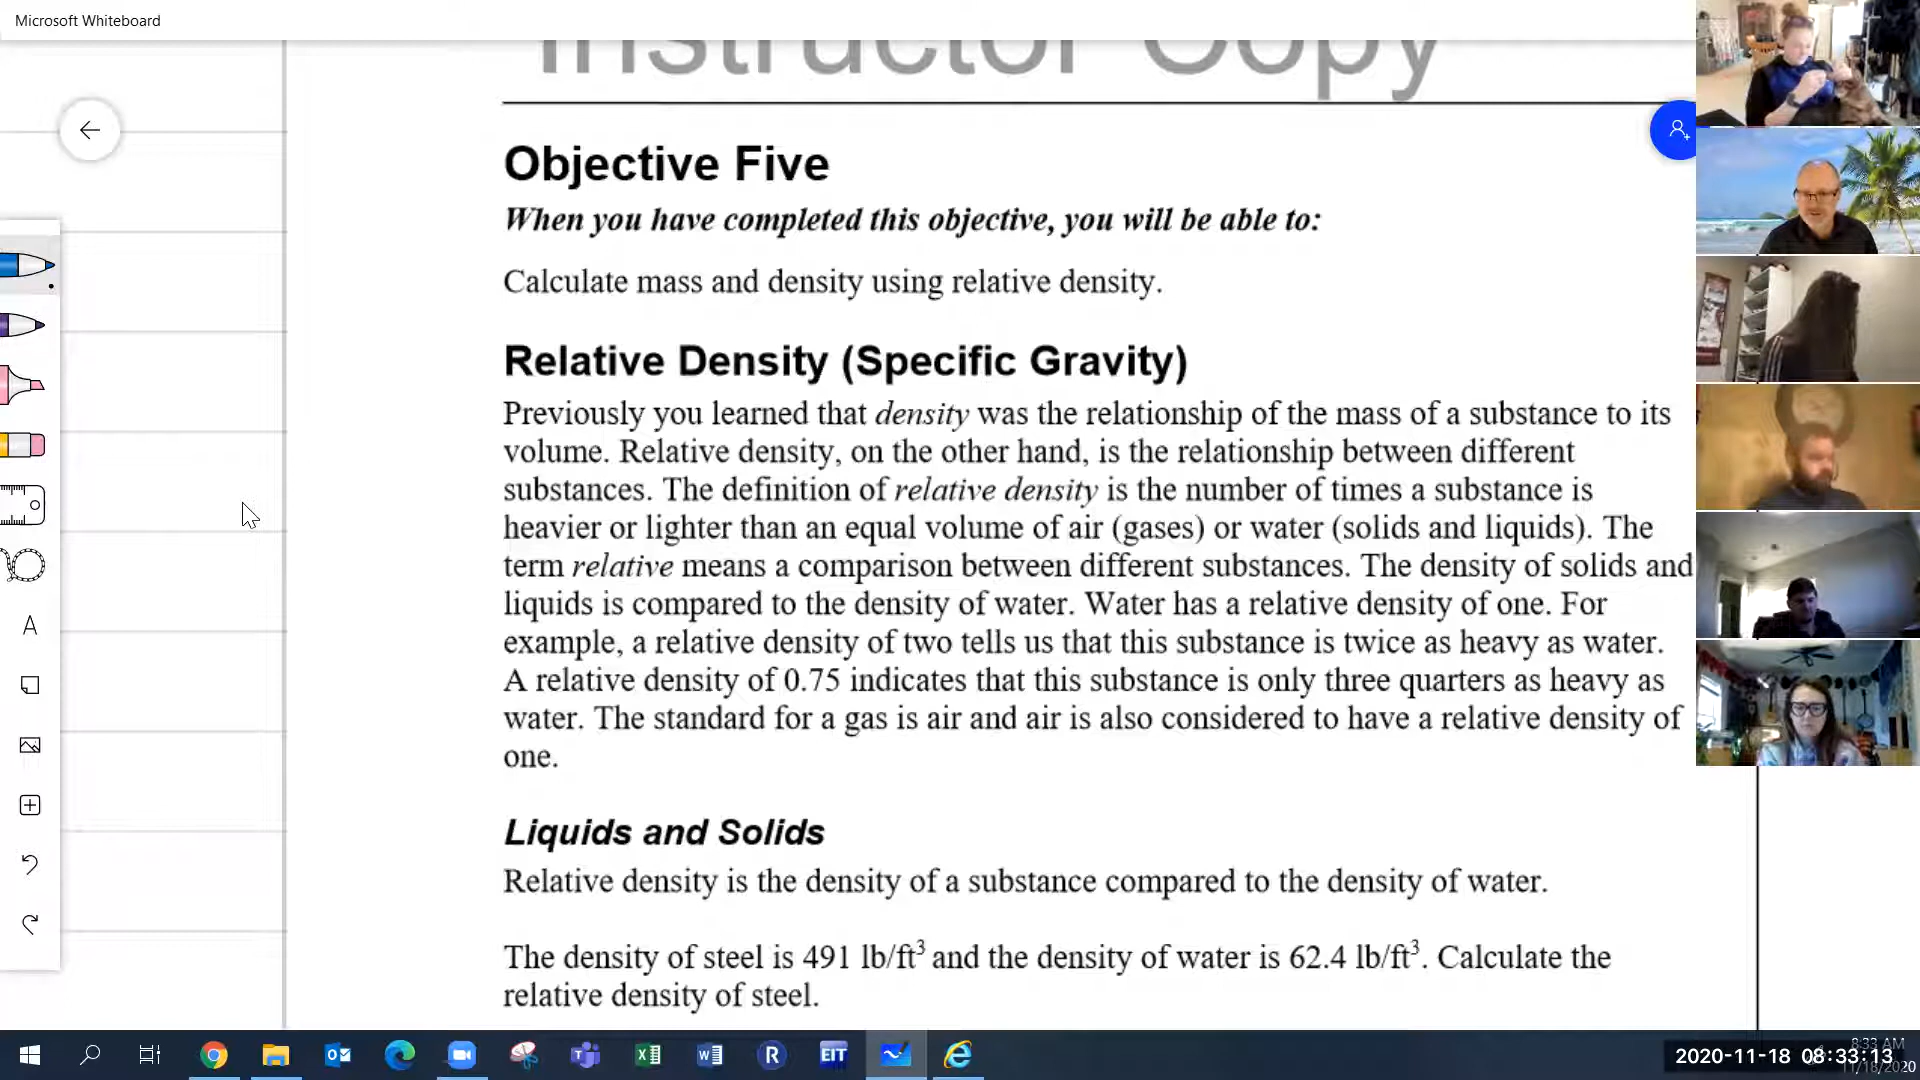 Microsoft Whiteboard
Instructor Copy
Objective Five
When you have completed this objective, you will be able to:
Calculate mass and density using relative density.
Relative Density (Specific Gravity)
Previously you learned that density was the relationship of the mass of a substance to its
volume. Relative density, on the other hand, is the relationship between different
substances. The definition of relative density is the number of times a substance is
heavier or lighter than an equal volume of air (gases) or water (solids and liquids). The
term relative means a comparison between different substances. The density of solids and
liquids is compared to the density of water. Water has a relative density of one. For
example, a relative density of two tells us that this substance is twice as heavy as water.
A relative density of 0.75 indicates that this substance is only three quarters as heavy as
water. The standard for a gas is air and air is also considered to have a relative density of
one.
Liquids and Solids
Relative density is the density of a substance compared to the density of water.
The density of steel is 491 lb/ft³ and the density of water is 62.4 lb/ft³. Calculate the
relative density of steel.
EIT
8:33 AM
2020-11-18 08:33:13
11/18/2020